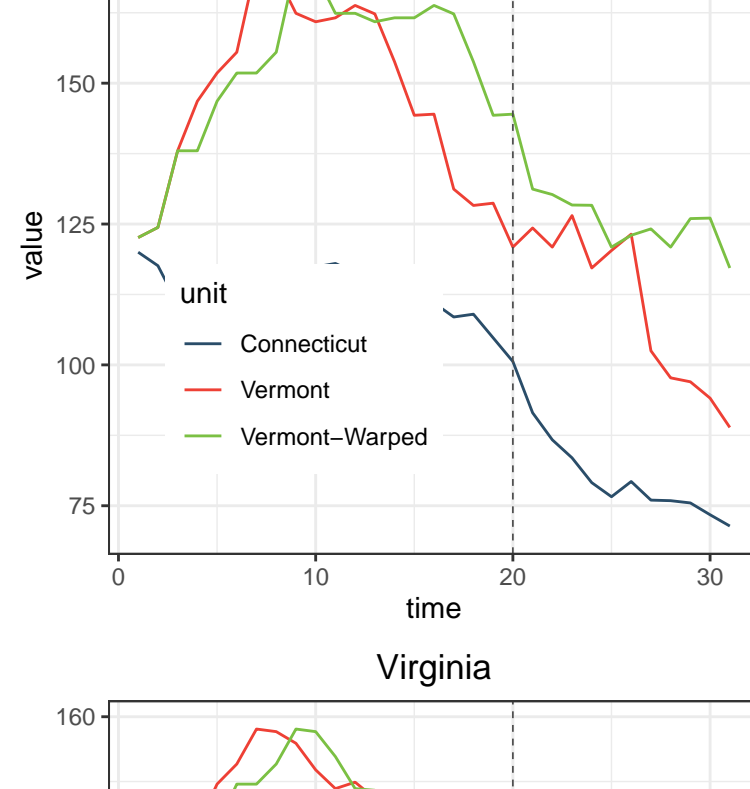 150
125
100
75
value
unit
Connecticut
Vermont
Vermont−Warped
0 10 20 30
time
Virginia
160